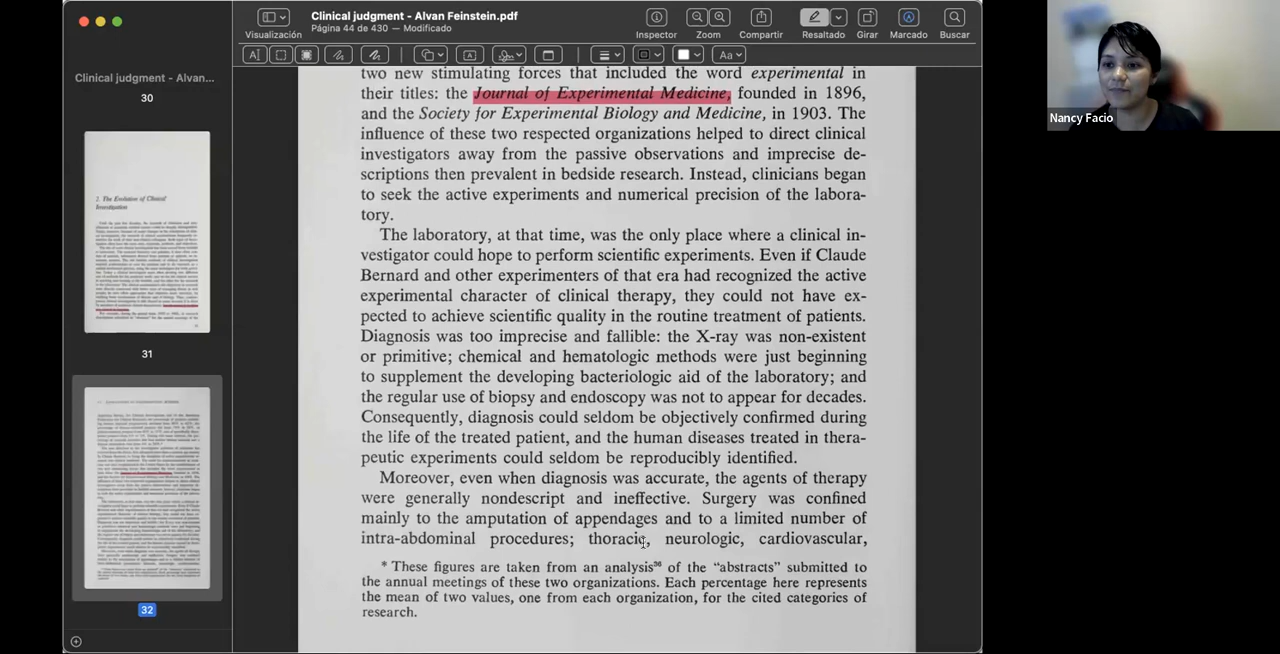 Clinical judgment - Alvan Feinstein.pdf
Página 44 de 430 — Modificado
Visualización
Inspector
Zoom
Compartir
Resaltado
Girar
Marcado
Buscar
Aa
Clinical judgment - Alvan...
30
2. The Evolution of Clinical
Investigation
31
32
two new stimulating forces that included the word experimental in
their titles: the Journal of Experimental Medicine, founded in 1896,
and the Society for Experimental Biology and Medicine, in 1903. The
influence of these two respected organizations helped to direct clinical
investigators away from the passive observations and imprecise de-
scriptions then prevalent in bedside research. Instead, clinicians began
to seek the active experiments and numerical precision of the labora-
tory.
The laboratory, at that time, was the only place where a clinical in-
vestigator could hope to perform scientific experiments. Even if Claude
Bernard and other experimenters of that era had recognized the active
experimental character of clinical therapy, they could not have ex-
pected to achieve scientific quality in the routine treatment of patients.
Diagnosis was too imprecise and fallible: the X-ray was non-existent
or primitive; chemical and hematologic methods were just beginning
to supplement the developing bacteriologic aid of the laboratory; and
the regular use of biopsy and endoscopy was not to appear for decades.
Consequently, diagnosis could seldom be objectively confirmed during
the life of the treated patient, and the human diseases treated in thera-
peutic experiments could seldom be reproducibly identified.
Moreover, even when diagnosis was accurate, the agents of therapy
were generally nondescript and ineffective. Surgery was confined
mainly to the amputation of appendages and to a limited number of
intra-abdominal procedures; thoracic, neurologic, cardiovascular,
* These figures are taken from an analysis³⁶ of the "abstracts" submitted to
the annual meetings of these two organizations. Each percentage here represents
the mean of two values, one from each organization, for the cited categories of
research.
Nancy Facio